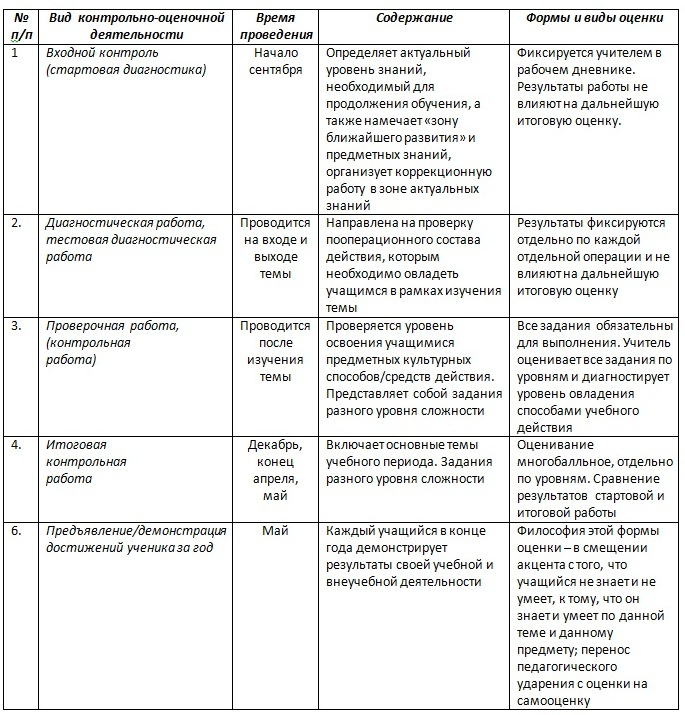 № п/п
Вид контрольно-оценочной деятельности
Время проведения
Содержание
Формы и виды оценки
1
Входной контроль
(стартовая диагностика)
Начало
сентября
Определяет актуальный
уровень знаний,
необходимый для
продолжения обучения, а
также намечает «зону
ближайшего развития» и
предметных знаний,
организует коррекционную
работу в зоне актуальных
знаний
Фиксируется учителем в
рабочем дневнике.
Результаты работы не
влияют на дальнейшую
итоговую оценку.
2.
Диагностическая работа,
тестовая диагностическая
работа
Проводится
на входе и
выходе
темы
Направлена на проверку
пооперационного состава
действия, которым
необходимо овладеть
учащимся в рамках изучения
темы
Результаты фиксируются
отдельно по каждой
отдельной операции и не
влияют на дальнейшую
итоговую оценку
3.
Проверочная работа,
(контрольная
работа)
Проводится
после
изучения
темы
Проверяется уровень
освоения учащимися
предметных культурных
способов/средств действия.
Представляет собой задания
разного уровня сложности
Все задания обязательны
для выполнения. Учитель
оценивает все задания по
уровням и диагностирует
уровень овладения
способами учебного
действия
4.
Итоговая
контрольная
работа
Декабрь,
конец
апреля,
май
Включает основные темы
учебного периода. Задания
разного уровня сложности
Оценивание
многобалльное, отдельно
по уровням. Сравнение
результатов стартовой и
итоговой работы
6.
Предъявление/демонстрация
достижений ученика за год
Май
Каждый учащийся в конце
года демонстрирует
результаты своей учебной и
внеучебной деятельности
Философия этой формы
оценки – в смещении
акцента с того, что
учащийся не знает и не
умеет, к тому, что он
знает и умеет по данной
теме и данному
предмету; перенос
педагогического
ударения с оценки на
самооценку